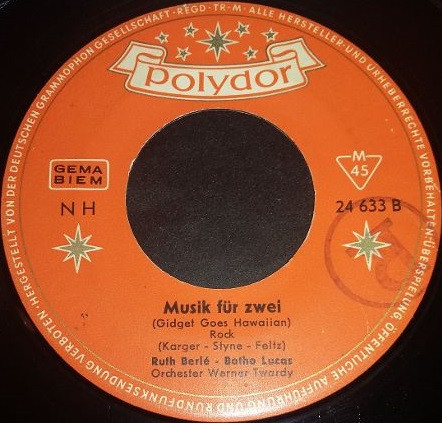 HERGESTELLT VON DER DEUTSCHEN GRAMMOPHON GESELLSCHAFT · REGD·TR·M · ALLE HERSTELLER- UND URHEBERRECHTE VORBEHALTEN · ÜBERSPIELUNG, ÖFFENTLICHE AUFFÜHRUNG UND RUNDFUNKSENDUNG VERBOTEN ·
Polydor
GEMA
BIEM
M
45
NH
24 633 B
Musik für zwei
(Gidget Goes Hawaiian)
Rock
(Karger - Styne - Feltz)
Ruth Berlé - Botho Lucas
Orchester Werner Twardy